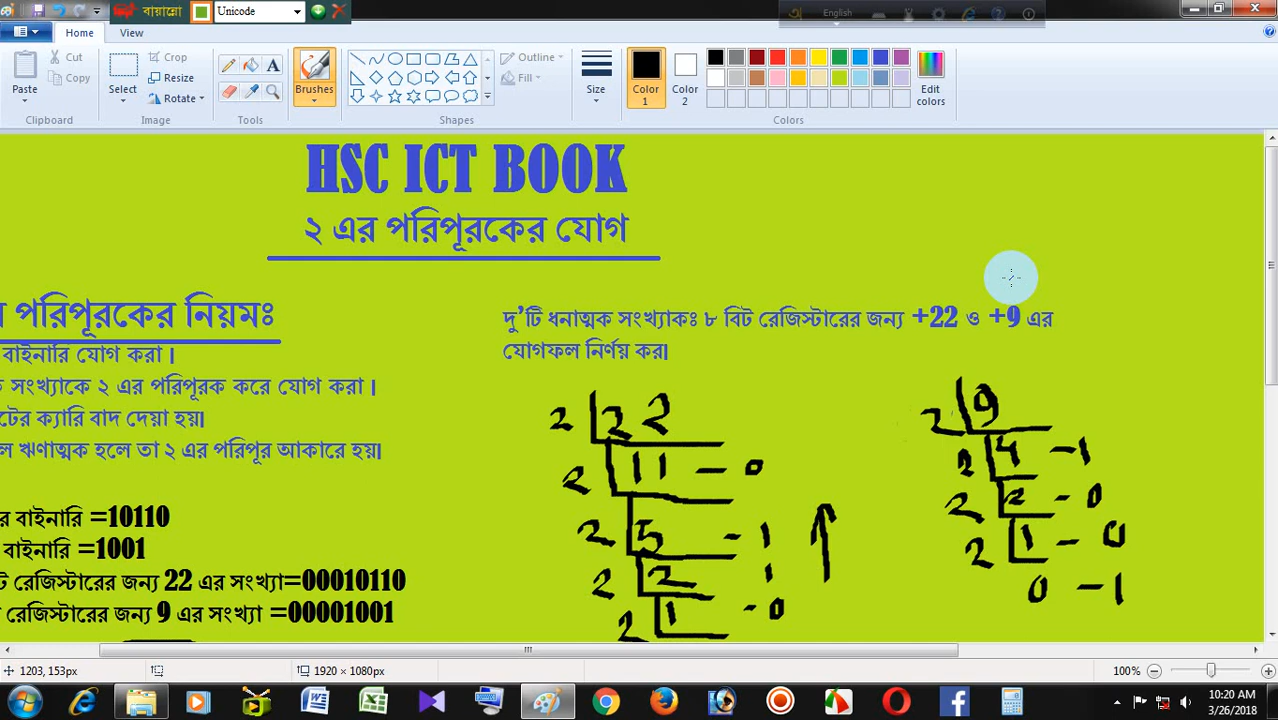 বায়ান্নো Unicode English
Home View
Cut
Copy
Paste
Clipboard
Select
Crop
Resize
Rotate
Image
Tools
Brushes
Shapes
Outline
Fill
Size
Color 1
Color 2
Edit colors
Colors
HSC ICT BOOK
২ এর পরিপূরকের যোগ
পরিপূরকের নিয়মঃ
বাইনারি যোগ করা ।
সংখ্যাকে ২ এর পরিপূরক করে যোগ করা ।
টের ক্যারি বাদ দেয়া হয়।
ল ঋণাত্মক হলে তা ২ এর পরিপূর আকারে হয়।
র বাইনারি =10110
বাইনারি =1001
ট রেজিস্টারের জন্য 22 এর সংখ্যা=00010110
রেজিস্টারের জন্য 9 এর সংখ্যা =00001001
দু'টি ধনাত্মক সংখ্যাকঃ ৮ বিট রেজিস্টারের জন্য +22 ও +9 এর
যোগফল নির্ণয় কর।
2 22
2 11 - 0
2 5 - 1
2 2 1
2 1 - 0
2 9
2 4 - 1
2 2 - 0
2 1 - 0
0 - 1
1203, 153px
1920 × 1080px
100%
10:20 AM
3/26/2018